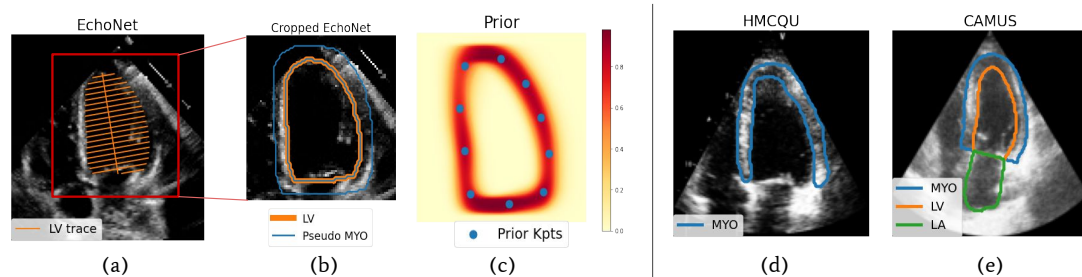 EchoNet
LV trace
(a)
Cropped EchoNet
LV
Pseudo MYO
(b)
Prior
0.8
0.6
0.4
0.2
0.0
Prior Kpts
(c)
HMCQU
V
MYO
(d)
CAMUS
MYO
LV
LA
(e)